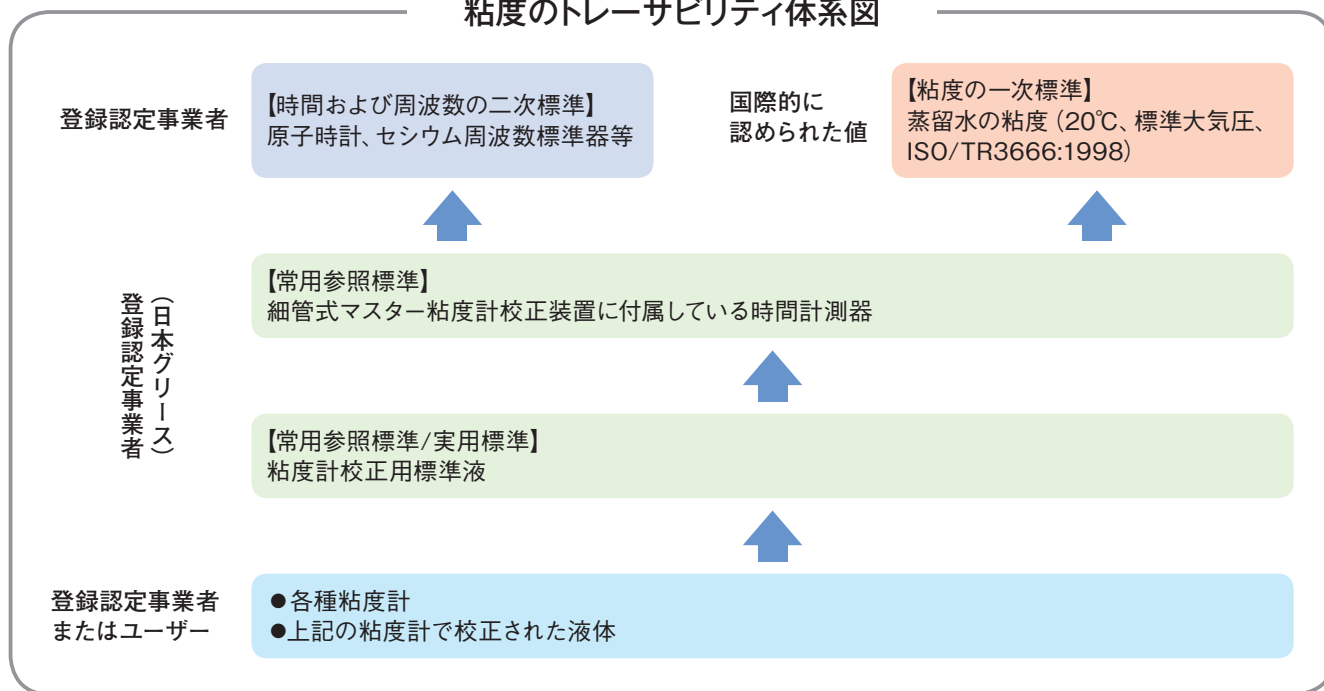 粘度のトレーサビリティ体系図
登録認定事業者
【時間および周波数の二次標準】
原子時計、セシウム周波数標準器等
国際的に
認められた値
【粘度の一次標準】
蒸留水の粘度（20℃、標準大気圧、
ISO/TR3666:1998）
登録認定事業者
（日本グリース）
【常用参照標準】
細管式マスター粘度計校正装置に付属している時間計測器
【常用参照標準/実用標準】
粘度計校正用標準液
登録認定事業者
またはユーザー
●各種粘度計
●上記の粘度計で校正された液体